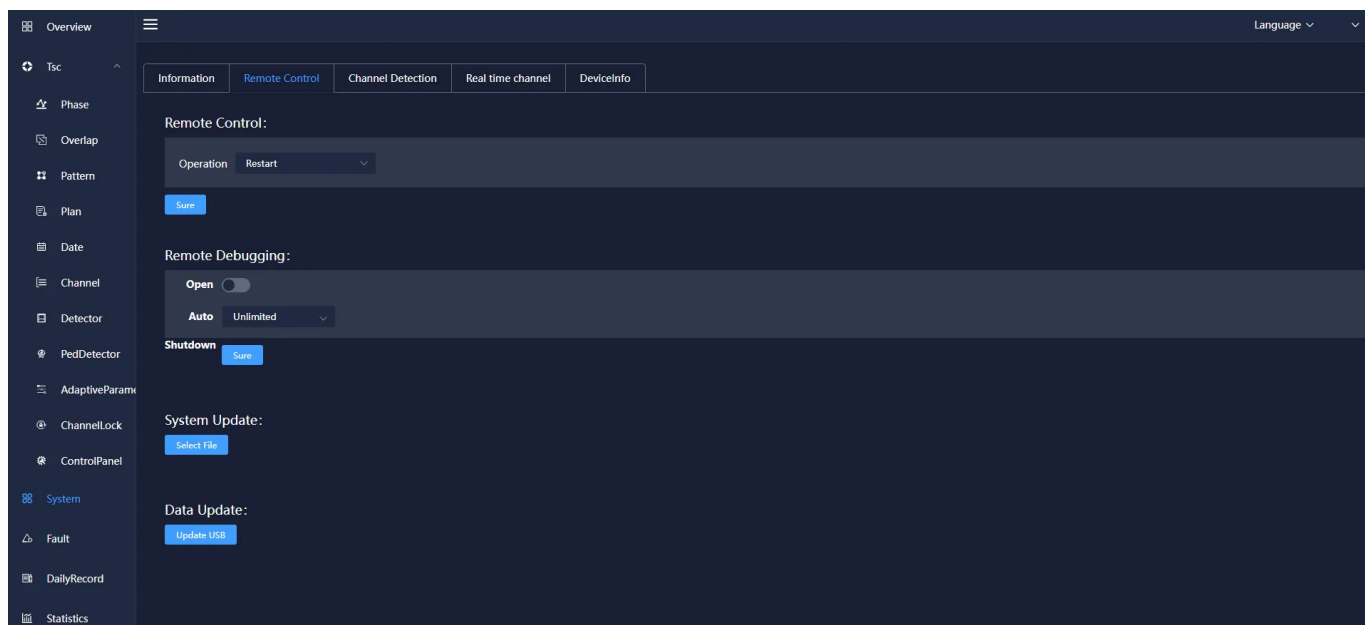 Overview
Language
Tsc
Information Remote Control Channel Detection Real time channel DeviceInfo
Phase
Remote Control:
Overlap
Operation Restart
Pattern
Sure
Plan
Date
Remote Debugging:
Channel
Open
Detector
Auto Unlimited
Shutdown
Sure
PedDetector
AdaptiveParame
System Update:
ChannelLock
Select File
ControlPanel
System
Data Update:
Update USB
Fault
DailyRecord
Statistics